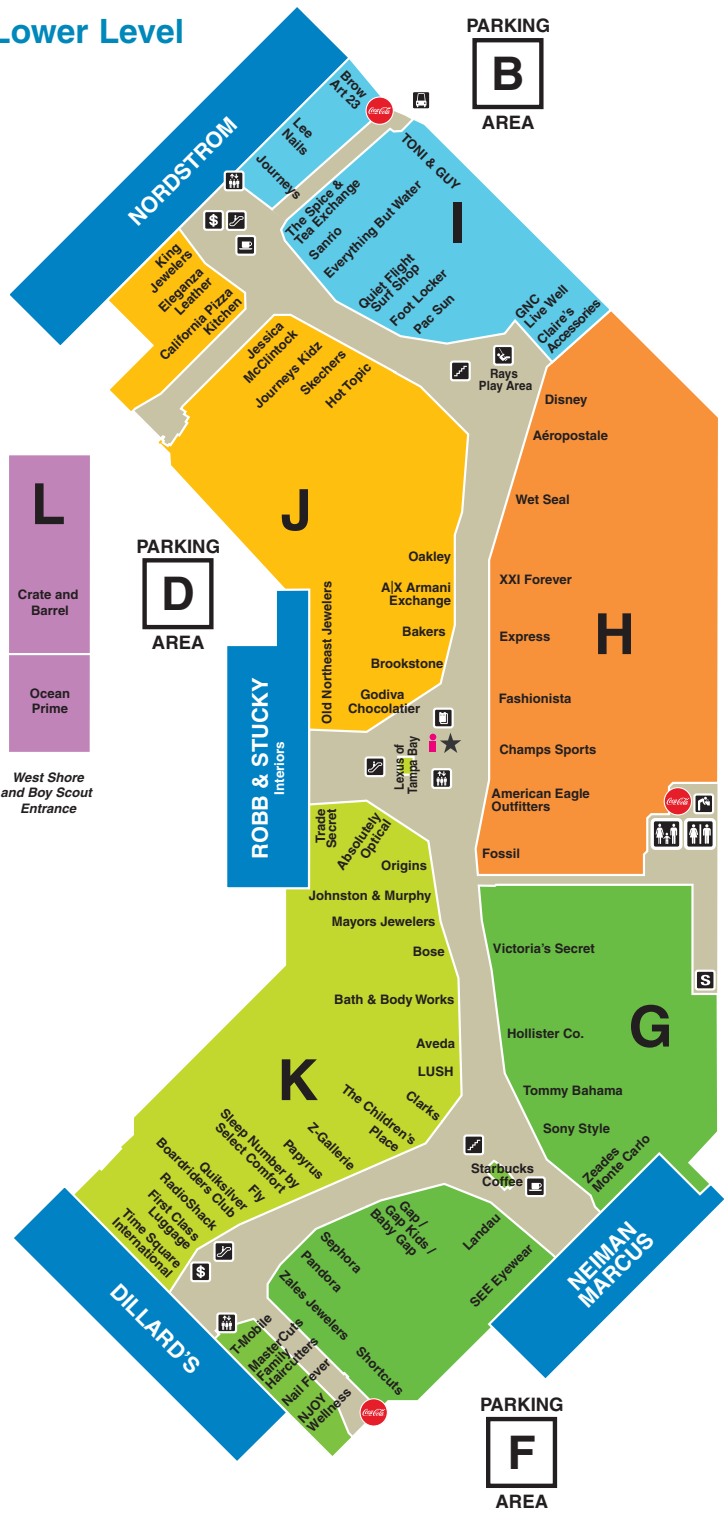 Lower Level
PARKING
B
AREA
NORDSTROM
Brow
Art 23
Coca-Cola
Lee
Nails
Journeys
TONI & GUY
I
The Spice &
Tea Exchange
Sanrio
Everything But Water
Quiet Flight
Surf Shop
Foot Locker
Pac Sun
GNC
Live Well
Claire's
Accessories
$
King
Jewelers
Eleganza
Leather
California Pizza
Kitchen
Jessica
McClintock
Journeys Kidz
Skechers
Hot Topic
Rays
Play Area
Disney
Aéropostale
Wet Seal
XXI Forever
H
Express
Fashionista
Champs Sports
American Eagle
Outfitters
Fossil
Coca-Cola
L
Crate and
Barrel
Ocean
Prime
West Shore
and Boy Scout
Entrance
PARKING
D
AREA
J
Oakley
A|X Armani
Exchange
Bakers
Brookstone
Godiva
Chocolatier
Old Northeast Jewelers
ROBB & STUCKY
Interiors
Lexus of
Tampa Bay
i
Trade
Secret
Absolutely
Optical
Origins
Johnston & Murphy
Mayors Jewelers
Bose
Bath & Body Works
Aveda
LUSH
K
Clarks
The Children's
Place
Z-Gallerie
Papyrus
Sleep Number by
Select Comfort
Fly
Quiksilver
Boardriders Club
RadioShack
First Class
Luggage
Time Square
International
Victoria's Secret
S
Hollister Co.
G
Tommy Bahama
Sony Style
Zeades
Monte Carlo
Starbucks
Coffee
NEIMAN
MARCUS
DILLARD'S
$
Gap /
Gap Kids /
Baby Gap
Landau
SEE Eyewear
Sephora
Pandora
Zales Jewelers
Shortcuts
T-Mobile
MasterCuts
Family
Haircutters
Nail Fever
NJOY
Wellness
Coca-Cola
PARKING
F
AREA